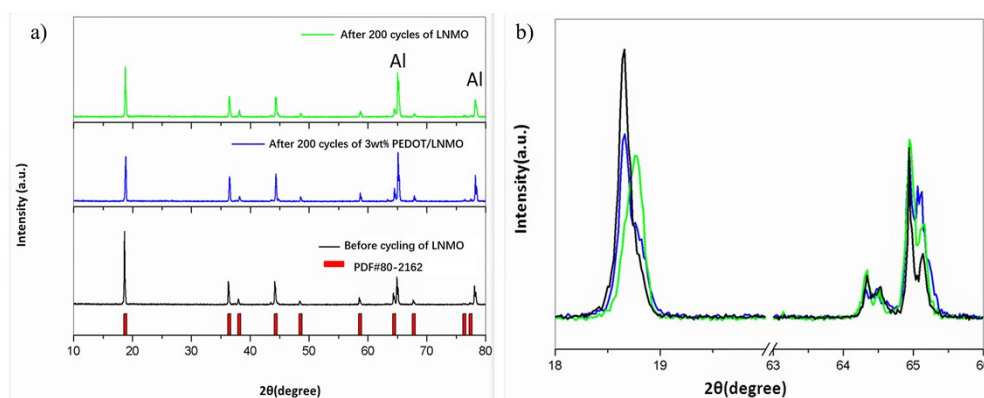 a)
After 200 cycles of LNMO
Al
Al
After 200 cycles of 3wt% PEDOT/LNMO
Before cycling of LNMO
PDF#80-2162
Intensity (a.u.)
10 20 30 40 50 60 70 80
2θ(degree)
b)
Intensity(a.u.)
18 19 63 64 65 6
2θ(degree)